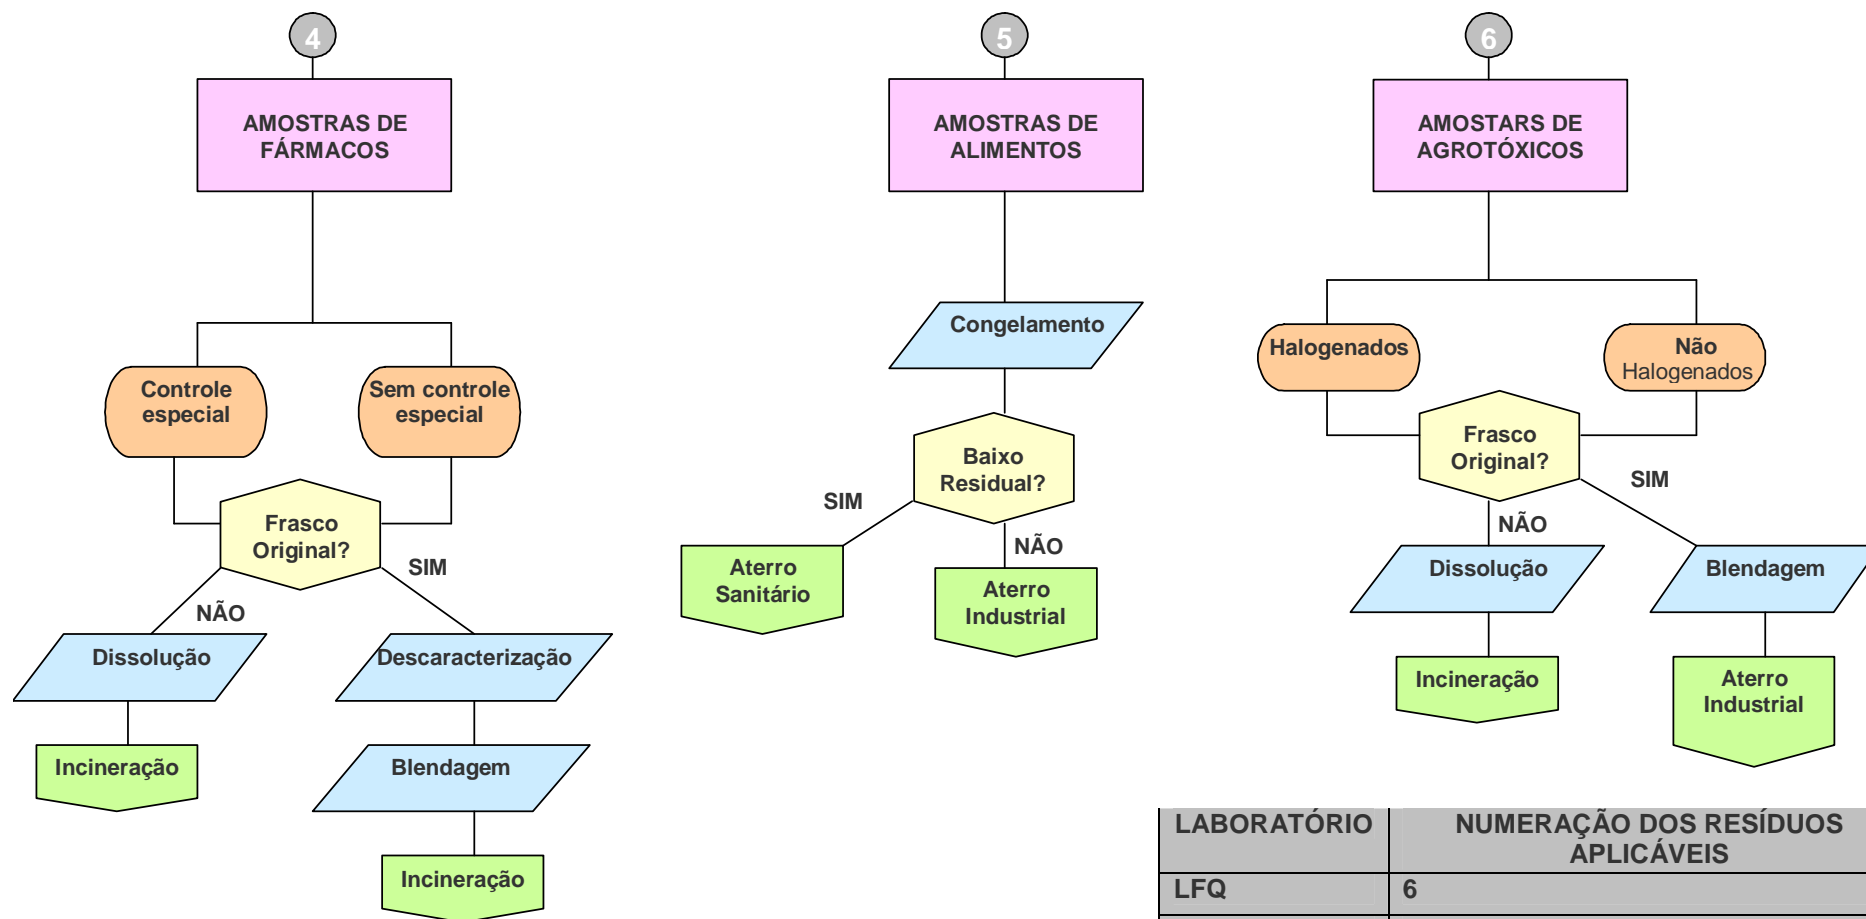 4
AMOSTRAS DE
FÁRMACOS
Controle
especial
Sem controle
especial
Frasco
Original?
NÃO
SIM
Dissolução
Descaracterização
Incineração
Blendagem
Incineração
5
AMOSTRAS DE
ALIMENTOS
Congelamento
Baixo
Residual?
SIM
NÃO
Aterro
Sanitário
Aterro
Industrial
6
AMOSTARS DE
AGROTÓXICOS
Halogenados
Não
Halogenados
Frasco
Original?
SIM
NÃO
Dissolução
Blendagem
Incineração
Aterro
Industrial
LABORATÓRIO
NUMERAÇÃO DOS RESÍDUOS
APLICÁVEIS
LFQ
6